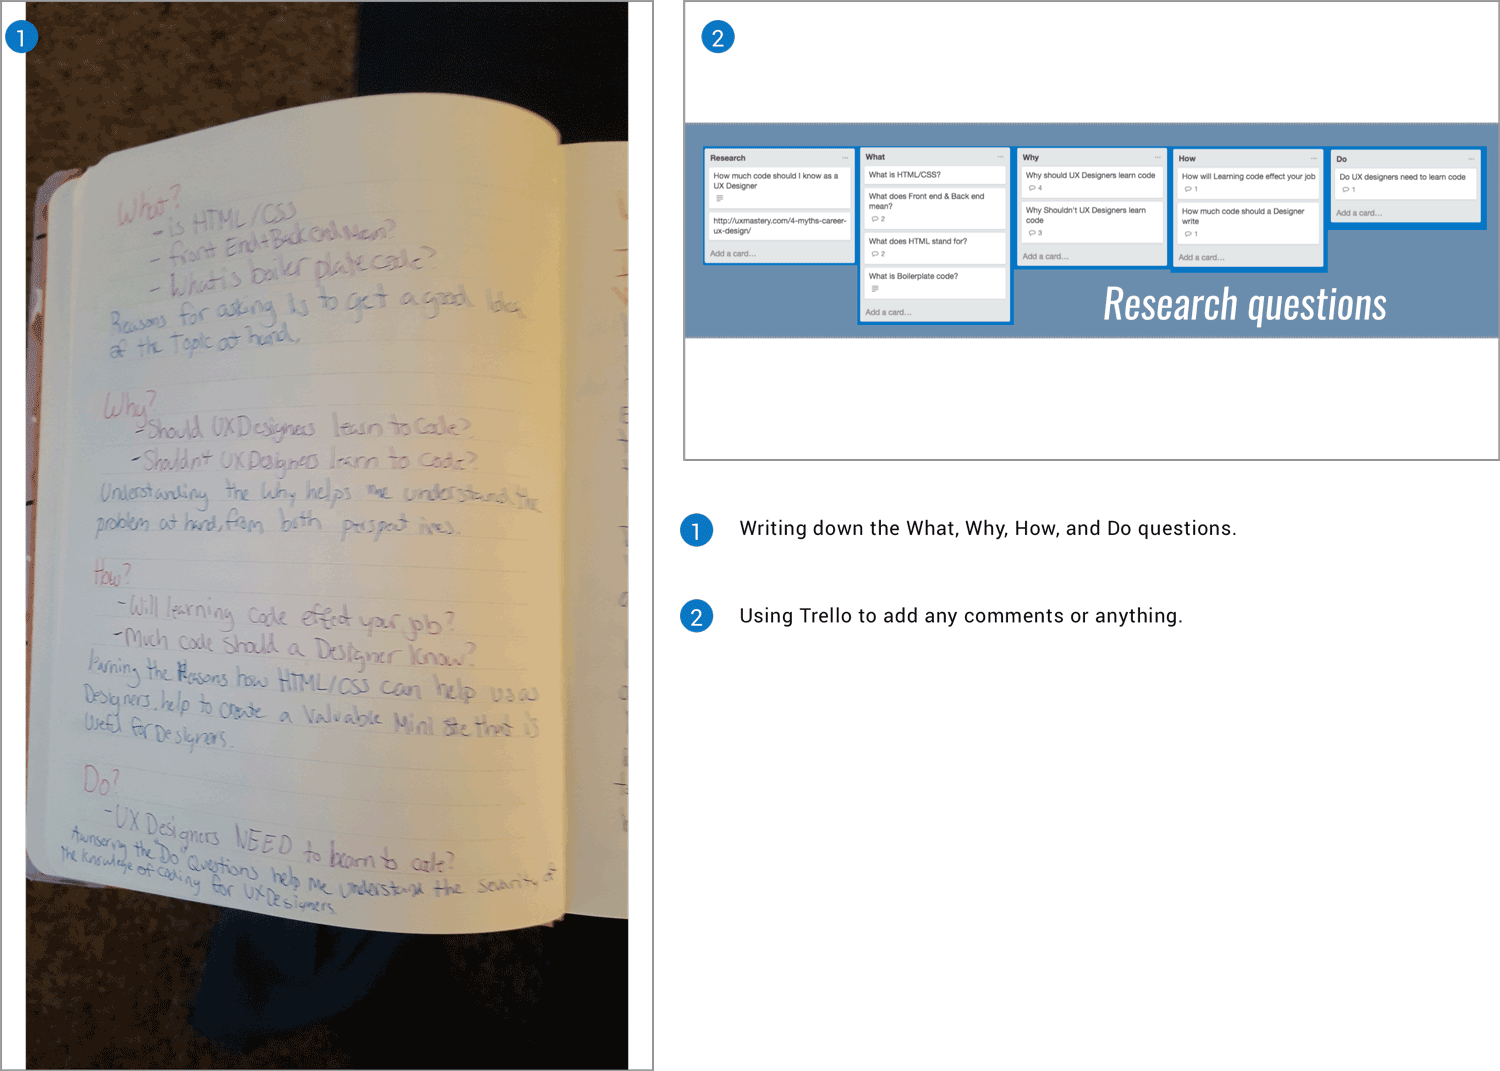 1
What?
- is HTML/CSS
- front End + Back end Mean?
- What is boiler plate code?
Reasons for asking Is to get a good Idea
of the Topic at hand,
Why?
- Should UX Designers learn to Code?
- Shouldnt UX Designers learn to code?
Understanding the Why helps me understand the
problem at hand, from both perspectives.
How?
- Will learning code effect your job?
- Much code should a Designer Know?
learning the Reasons how HTML/CSS can help us as
Designers, help to create a Valuable Mini Site that is
Useful for Designers.
Do?
- UX Designers NEED to learn to code?
the "Do" Questions help me understand the severity of
the knowlege of coding for UX Designers.
2
Research
How much code should I know as a
UX Designer
http://uxmastery.com/4-myths-career-
ux-design/
Add a card...
What
What is HTML/CSS?
What does Front end & Back end
mean?
2
What does HTML stand for?
2
What is Boilerplate code?
Add a card...
Why
Why should UX Designers learn code
4
Why Shouldn't UX Designers learn
code
3
Add a card...
How
How will Learning code effect your job
1
How much code should a Designer
write
1
Add a card...
Do
Do UX designers need to learn code
1
Add a card...
Research questions
1 Writing down the What, Why, How, and Do questions.
2 Using Trello to add any comments or anything.